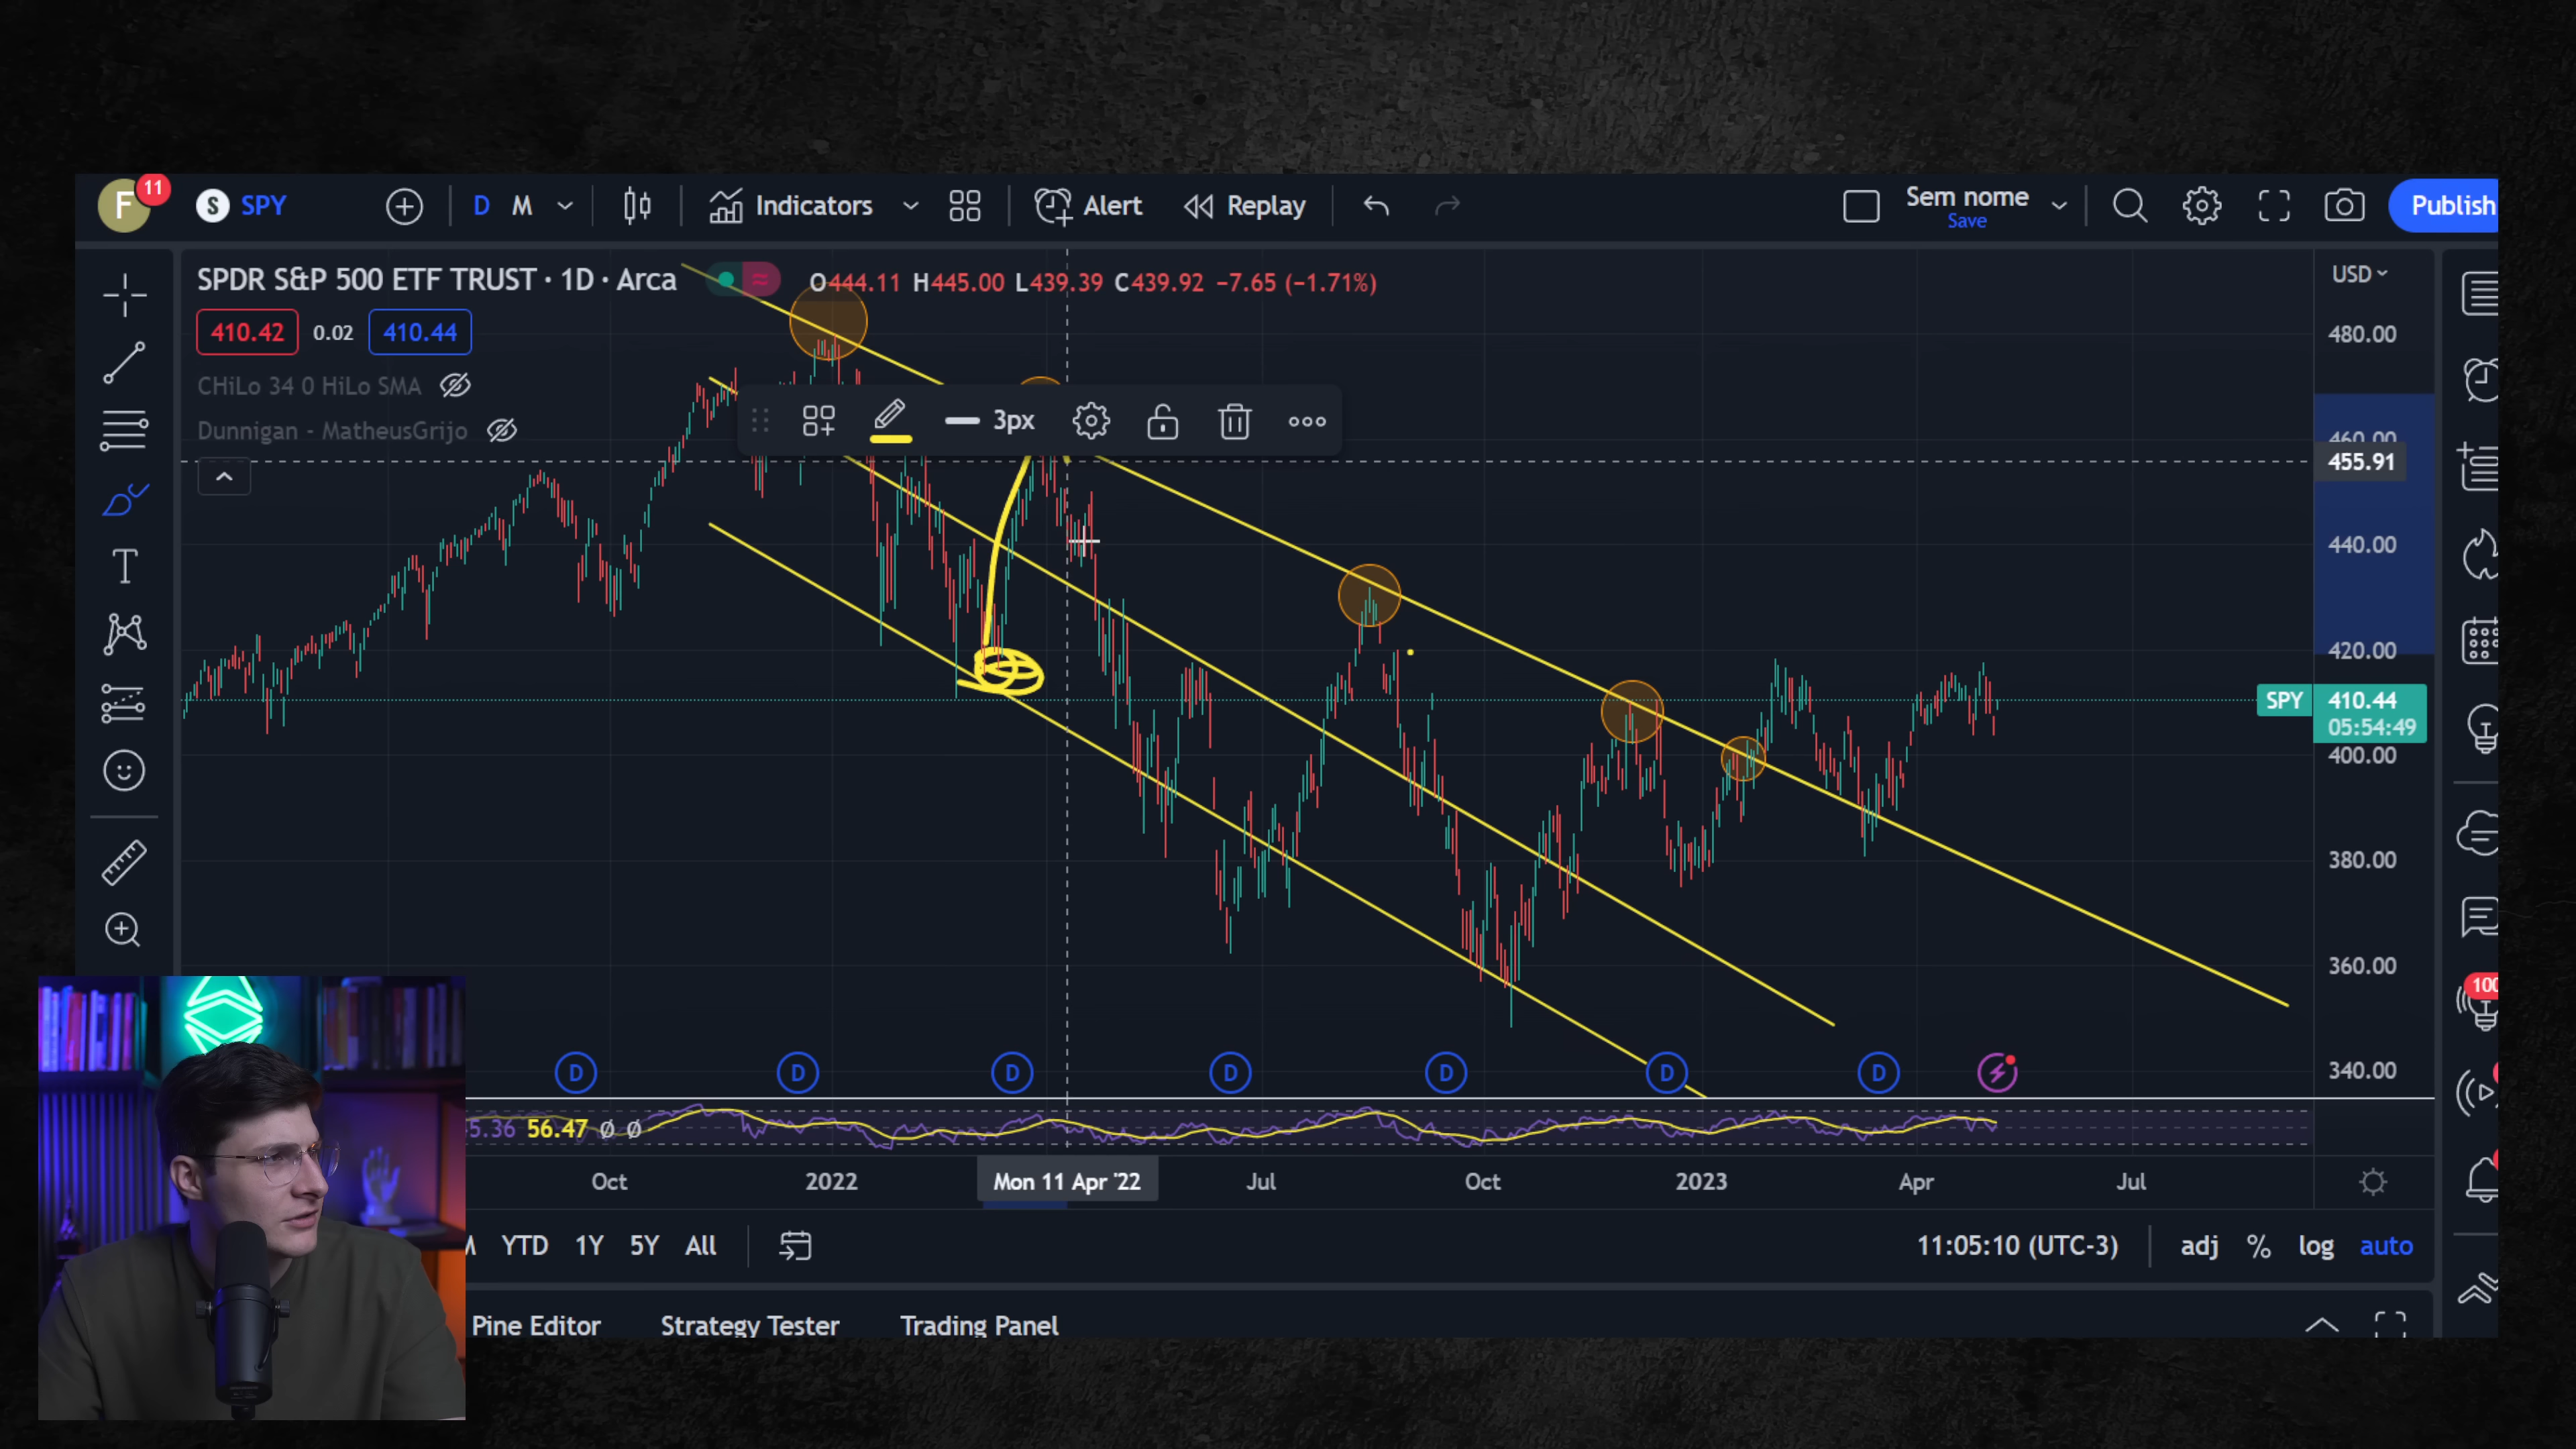 F 11 S SPY D M Indicators Alert Replay Sem nome Publish
Save
SPDR S&P 500 ETF TRUST · 1D · Arca O444.11 H445.00 L439.39 C439.92 −7.65 (−1.71%) USD
410.42 0.02 410.44 480.00
CHiLo 34 0 HiLo SMA
Dunnigan - MatheusGrijo 3px
460.00
455.91
440.00
T
420.00
SPY 410.44
05:54:49
400.00
380.00
360.00
100
D D D D D D D 340.00
5.36 56.47 Ø Ø
Oct 2022 Mon 11 Apr '22 Jul Oct 2023 Apr Jul
YTD 1Y 5Y All 11:05:10 (UTC-3) adj % log auto
Pine Editor Strategy Tester Trading Panel